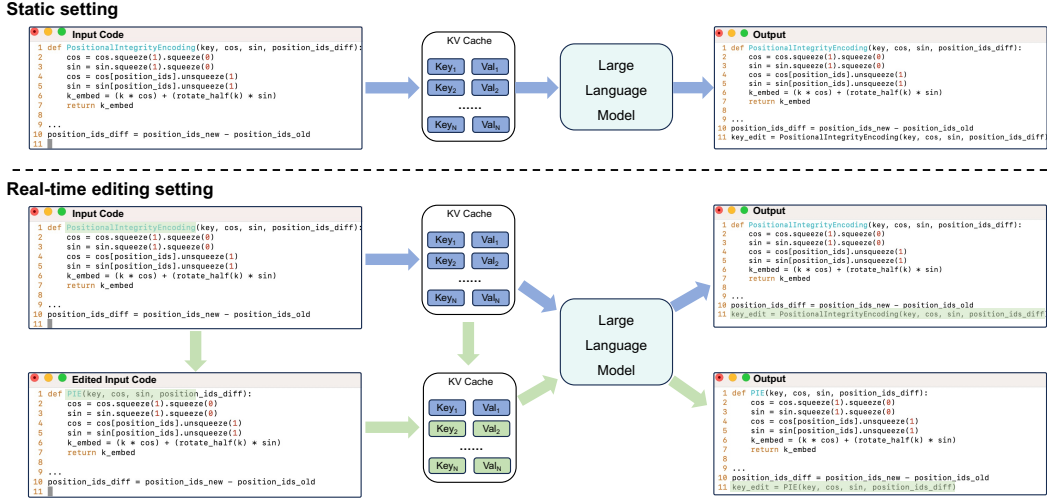 Static setting
Input Code
1 def PositionalIntegrityEncoding(key, cos, sin, position_ids_diff):
2 cos = cos.squeeze(1).squeeze(0)
3 sin = sin.squeeze(1).squeeze(0)
4 cos = cos[position_ids].unsqueeze(1)
5 sin = sin[position_ids].unsqueeze(1)
6 k_embed = (k * cos) + (rotate_half(k) * sin)
7 return k_embed
8
9 ...
10 position_ids_diff = position_ids_new - position_ids_old
11
KV Cache
Key1 Val1
Key2 Val2
......
KeyN ValN
Large
Language
Model
Output
1 def PositionalIntegrityEncoding(key, cos, sin, position_ids_diff):
2 cos = cos.squeeze(1).squeeze(0)
3 sin = sin.squeeze(1).squeeze(0)
4 cos = cos[position_ids].unsqueeze(1)
5 sin = sin[position_ids].unsqueeze(1)
6 k_embed = (k * cos) + (rotate_half(k) * sin)
7 return k_embed
8
9 ...
10 position_ids_diff = position_ids_new - position_ids_old
11 key_edit = PositionalIntegrityEncoding(key, cos, sin, position_ids_diff)
Real-time editing setting
Input Code
1 def PositionalIntegrityEncoding(key, cos, sin, position_ids_diff):
2 cos = cos.squeeze(1).squeeze(0)
3 sin = sin.squeeze(1).squeeze(0)
4 cos = cos[position_ids].unsqueeze(1)
5 sin = sin[position_ids].unsqueeze(1)
6 k_embed = (k * cos) + (rotate_half(k) * sin)
7 return k_embed
8
9 ...
10 position_ids_diff = position_ids_new - position_ids_old
11
KV Cache
Key1 Val1
Key2 Val2
......
KeyN ValN
Large
Language
Model
Output
1 def PositionalIntegrityEncoding(key, cos, sin, position_ids_diff):
2 cos = cos.squeeze(1).squeeze(0)
3 sin = sin.squeeze(1).squeeze(0)
4 cos = cos[position_ids].unsqueeze(1)
5 sin = sin[position_ids].unsqueeze(1)
6 k_embed = (k * cos) + (rotate_half(k) * sin)
7 return k_embed
8
9 ...
10 position_ids_diff = position_ids_new - position_ids_old
11 key_edit = PositionalIntegrityEncoding(key, cos, sin, position_ids_diff)
Edited Input Code
1 def PIE(key, cos, sin, position_ids_diff):
2 cos = cos.squeeze(1).squeeze(0)
3 sin = sin.squeeze(1).squeeze(0)
4 cos = cos[position_ids].unsqueeze(1)
5 sin = sin[position_ids].unsqueeze(1)
6 k_embed = (k * cos) + (rotate_half(k) * sin)
7 return k_embed
8
9 ...
10 position_ids_diff = position_ids_new - position_ids_old
11
KV Cache
Key1 Val1
Key2 Val2
......
KeyN ValN
Output
1 def PIE(key, cos, sin, position_ids_diff):
2 cos = cos.squeeze(1).squeeze(0)
3 sin = sin.squeeze(1).squeeze(0)
4 cos = cos[position_ids].unsqueeze(1)
5 sin = sin[position_ids].unsqueeze(1)
6 k_embed = (k * cos) + (rotate_half(k) * sin)
7 return k_embed
8
9 ...
10 position_ids_diff = position_ids_new - position_ids_old
11 key_edit = PIE(key, cos, sin, position_ids_diff)